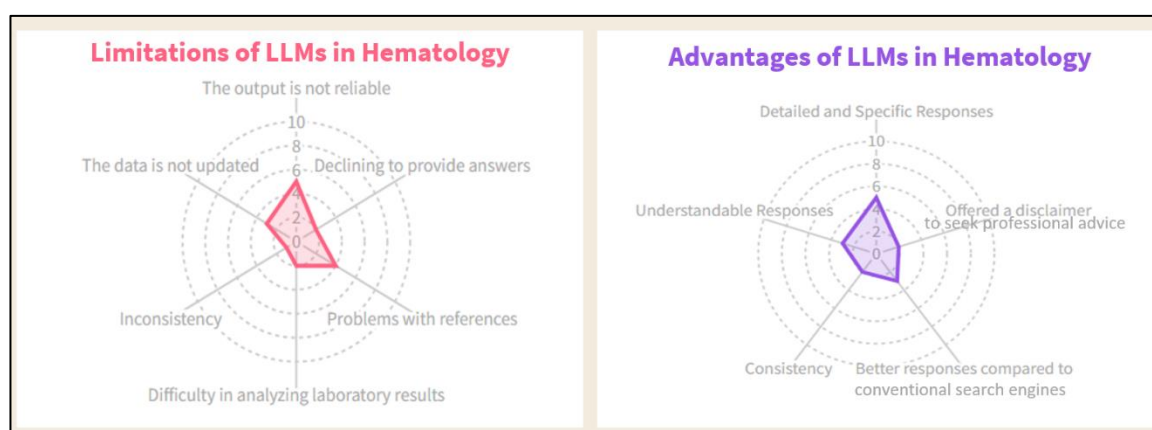 Limitations of LLMs in Hematology
The output is not reliable
10
8
6
4
2
0
The data is not updated
Declining to provide answers
Inconsistency
Problems with references
Difficulty in analyzing laboratory results
Advantages of LLMs in Hematology
Detailed and Specific Responses
10
8
6
4
2
0
Understandable Responses
Offered a disclaimer
to seek professional advice
Consistency
Better responses compared to
conventional search engines